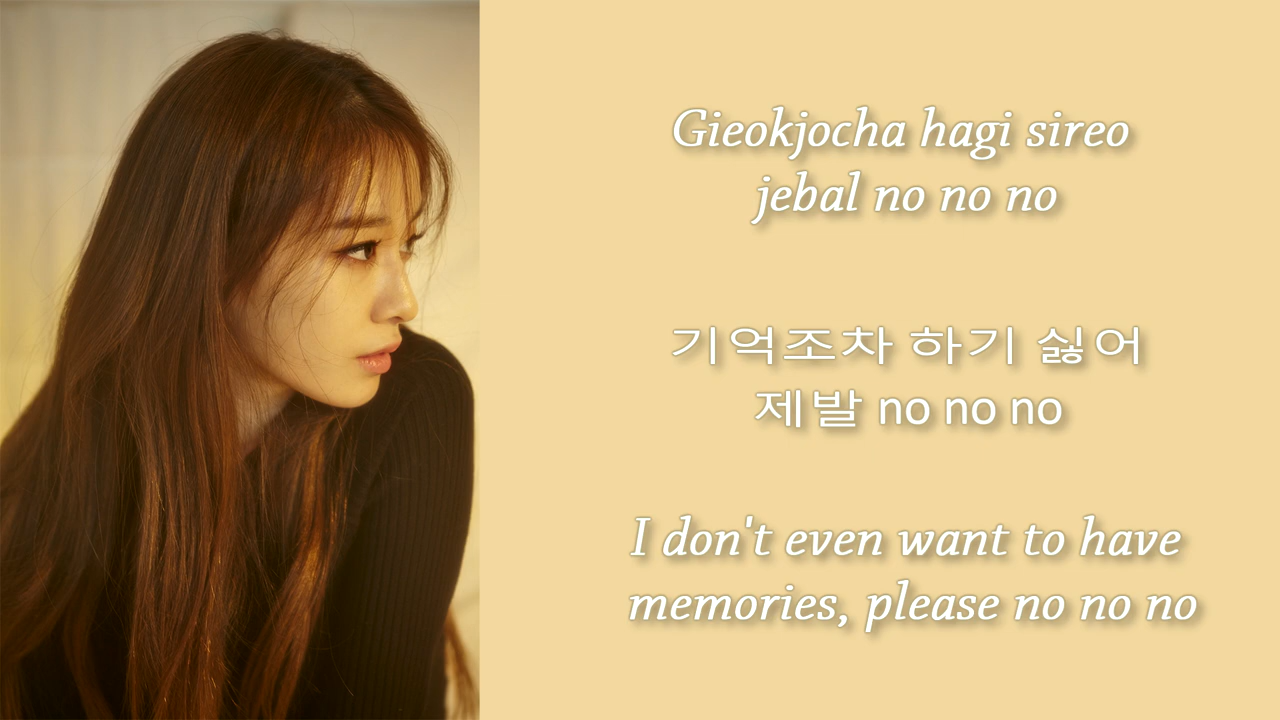 Gieokjocha hagi sireo
jebal no no no
기억조차 하기 싫어
제발 no no no
I don't even want to have
memories, please no no no